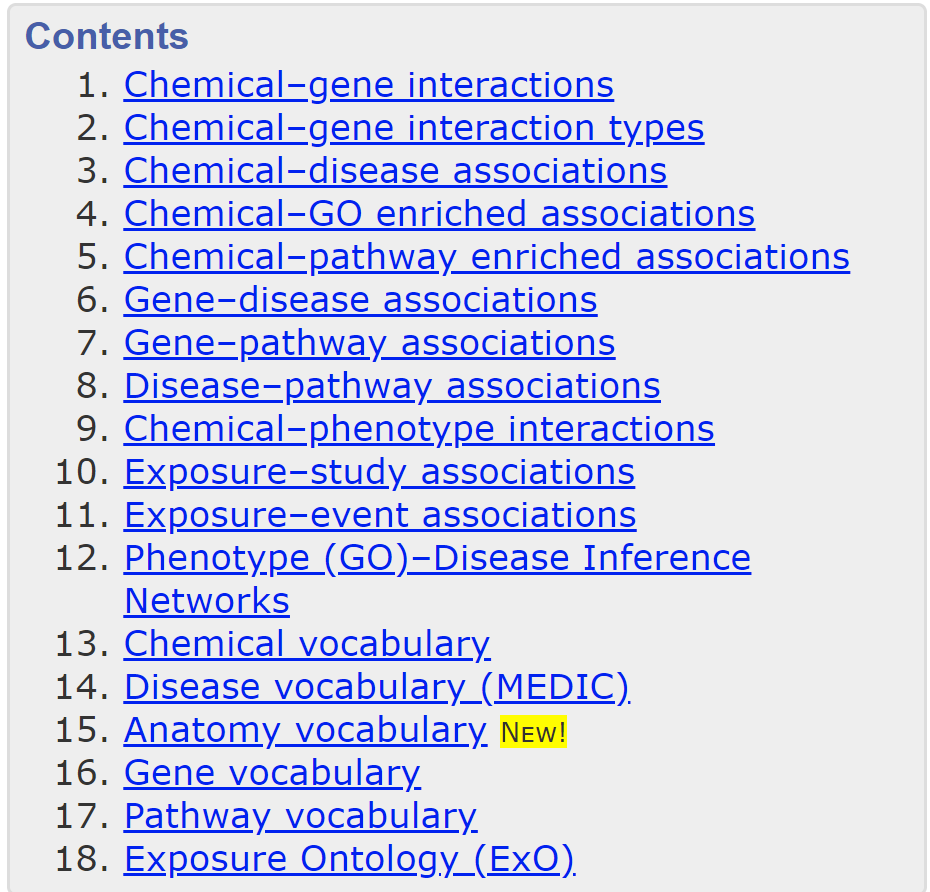 Contents
1. Chemical–gene interactions
2. Chemical–gene interaction types
3. Chemical–disease associations
4. Chemical–GO enriched associations
5. Chemical–pathway enriched associations
6. Gene–disease associations
7. Gene–pathway associations
8. Disease–pathway associations
9. Chemical–phenotype interactions
10. Exposure–study associations
11. Exposure–event associations
12. Phenotype (GO)–Disease Inference
Networks
13. Chemical vocabulary
14. Disease vocabulary (MEDIC)
15. Anatomy vocabulary New!
16. Gene vocabulary
17. Pathway vocabulary
18. Exposure Ontology (ExO)